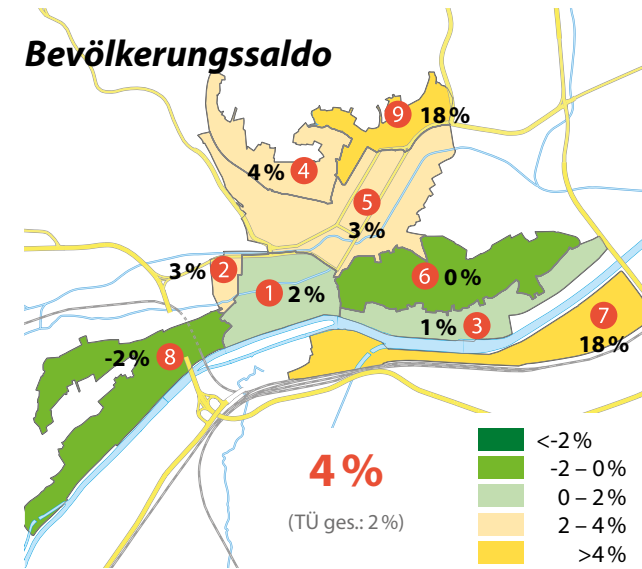 Bevölkerungssaldo
9 18 %
4 % 4
5
3 %
3 % 2
6 0 %
1 2 %
7
1 % 3
18 %
-2 % 8
4 %
(TÜ ges.: 2 %)
<-2 %
-2 – 0 %
0 – 2 %
2 – 4 %
>4 %